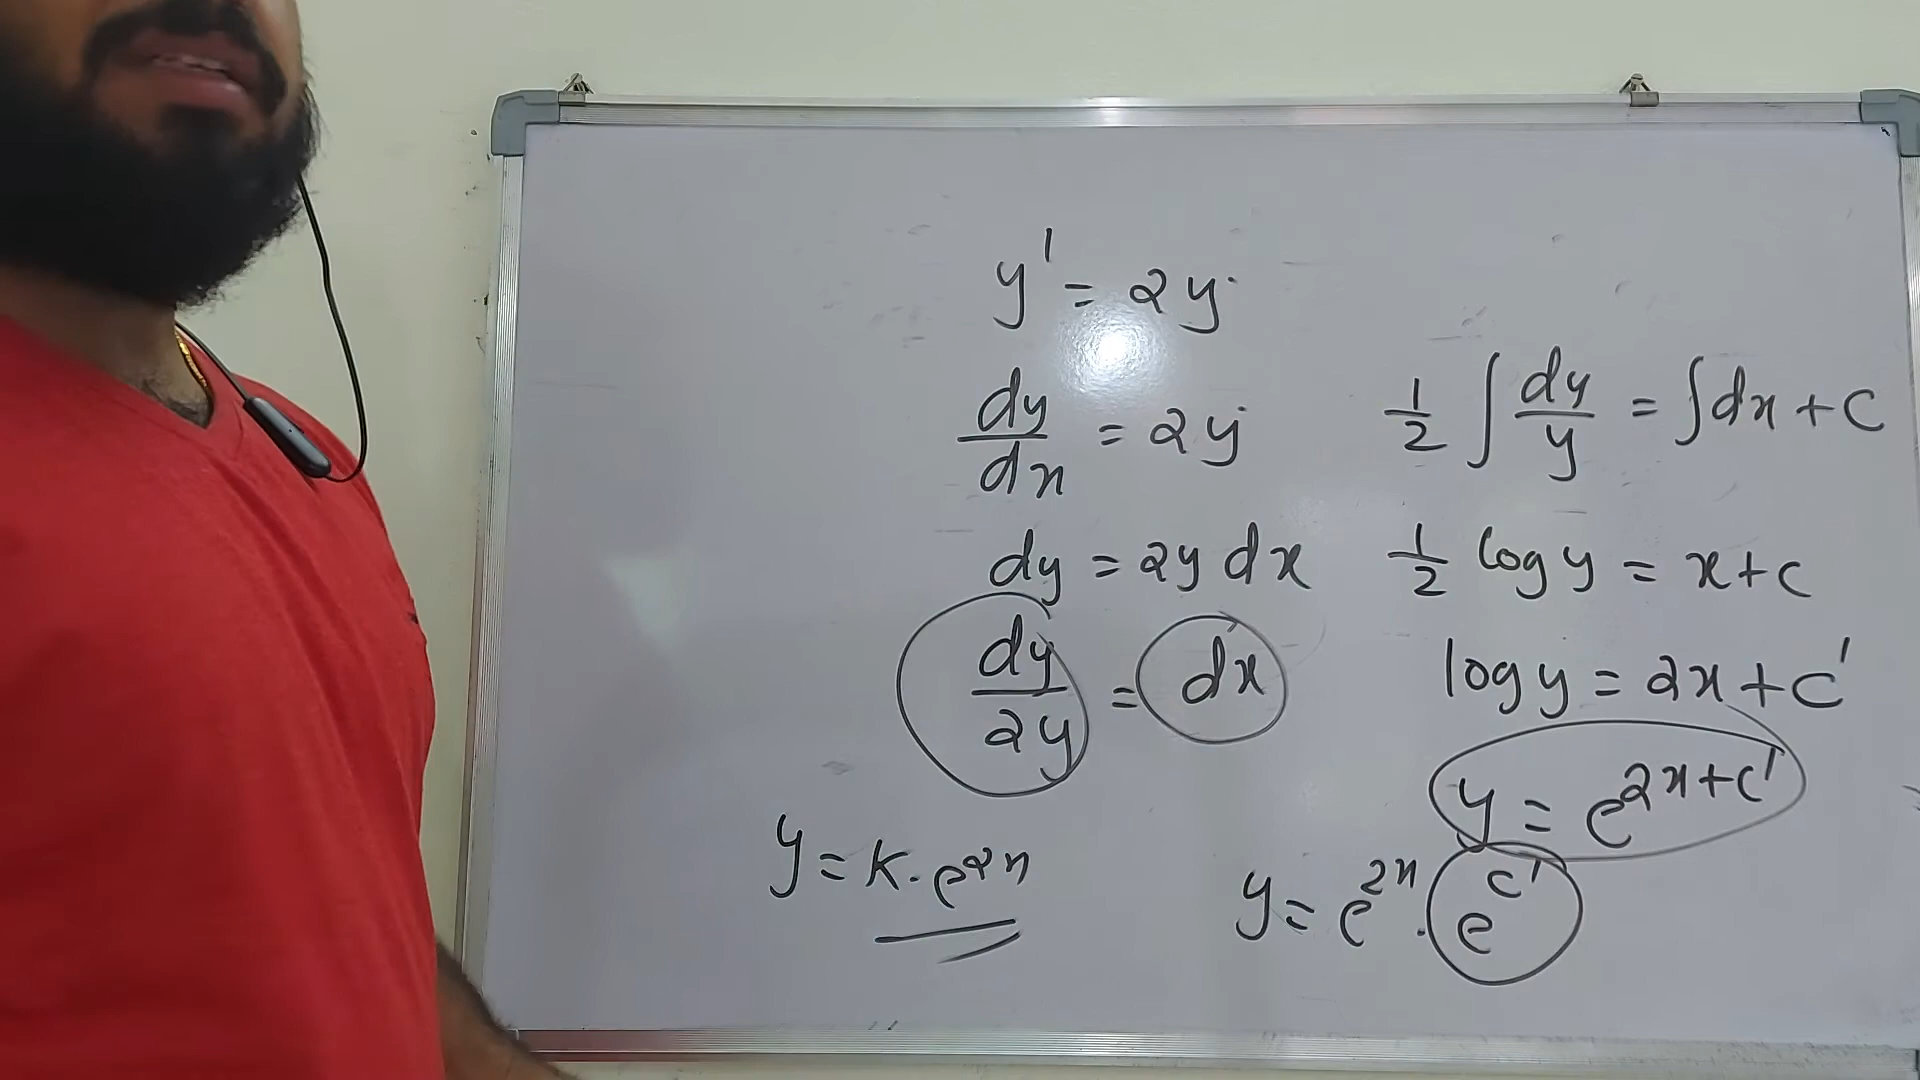 y' = 2y
dy/dx = 2y
dy = 2y dx
dy/2y = dx
1/2 ∫ dy/y = ∫dx + c
1/2 log y = x + c
log y = 2x + c'
y = e^(2x+c')
y = e^(2x) . e^(c')
y = K. e^(2x)